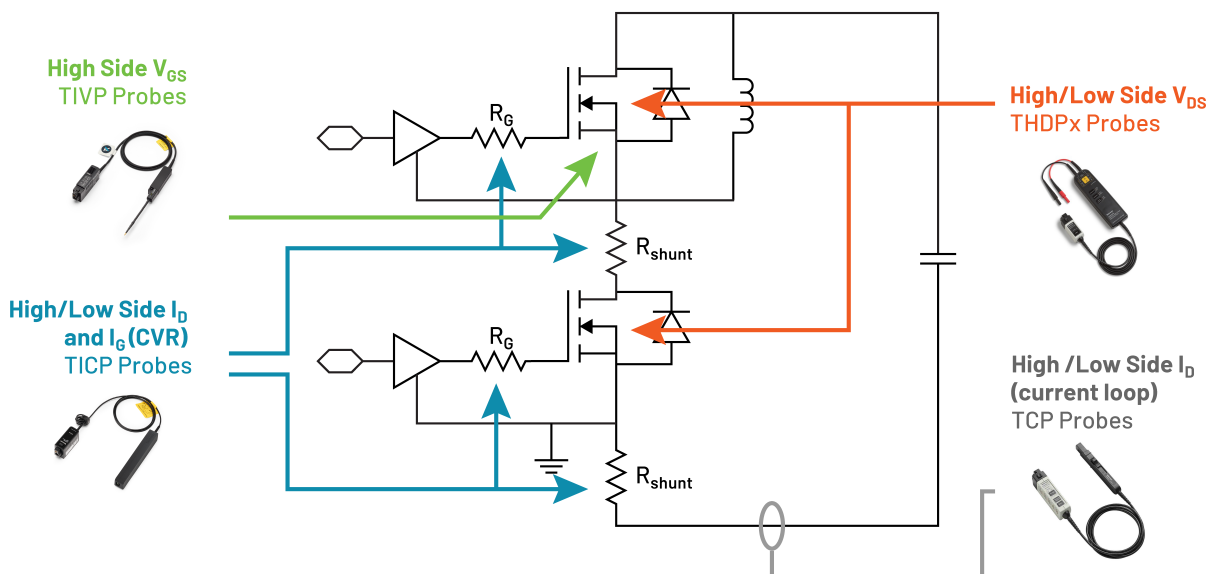 High Side VGS
TIVP Probes
High/Low Side ID
and IG (CVR)
TICP Probes
RG
Rshunt
RG
Rshunt
High/Low Side VDS
THDPx Probes
High /Low Side ID
(current loop)
TCP Probes